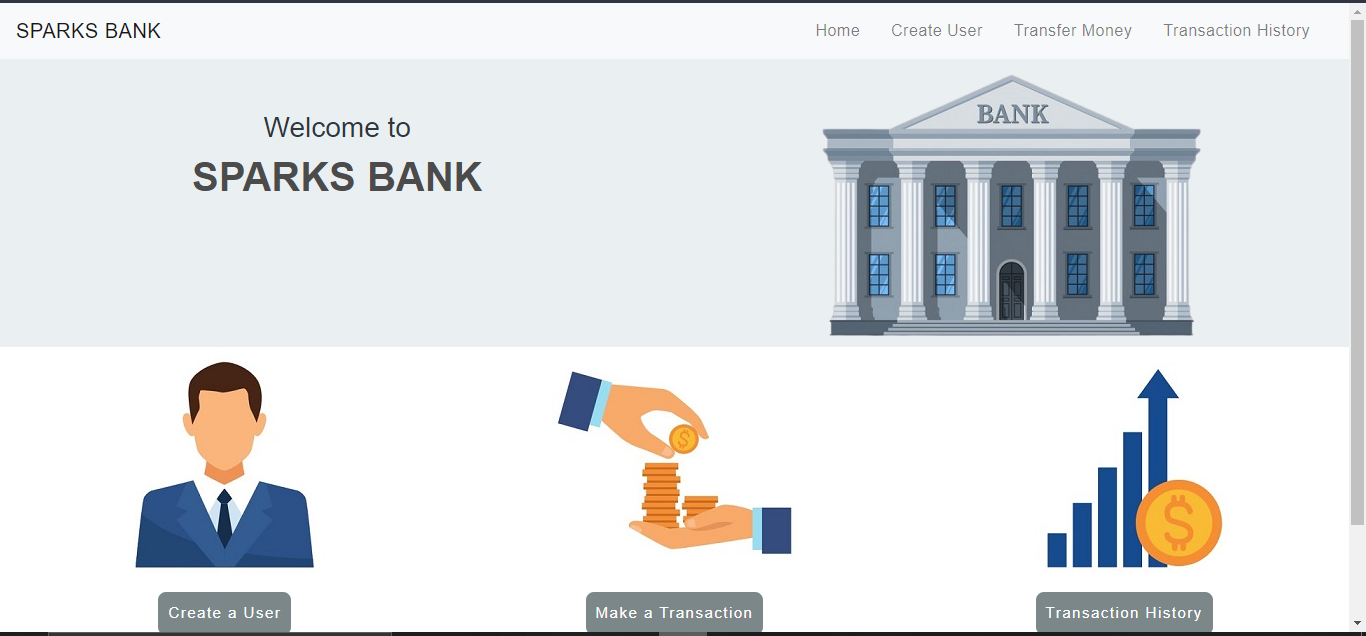 SPARKS BANK
Home
Create User
Transfer Money
Transaction History
Welcome to
SPARKS BANK
BANK
$
$
Create a User
Make a Transaction
Transaction History